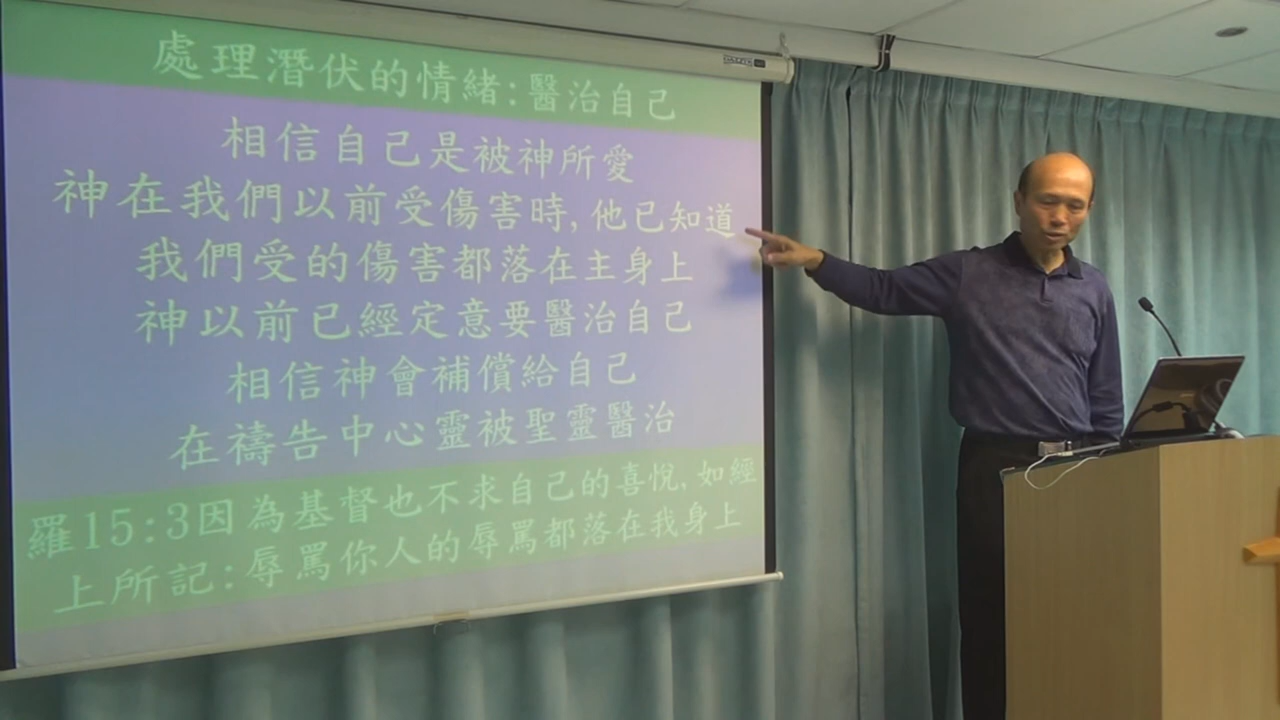 處理潛伏的情緒:醫治自己
相信自己是被神所愛
神在我們以前受傷害時,他已知道
我們受的傷害都落在主身上
神以前已經定意要醫治自己
相信神會補償給自己
在禱告中心靈被聖靈醫治
羅15:3因為基督也不求自己的喜悅,如經
上所記:辱罵你人的辱罵都落在我身上